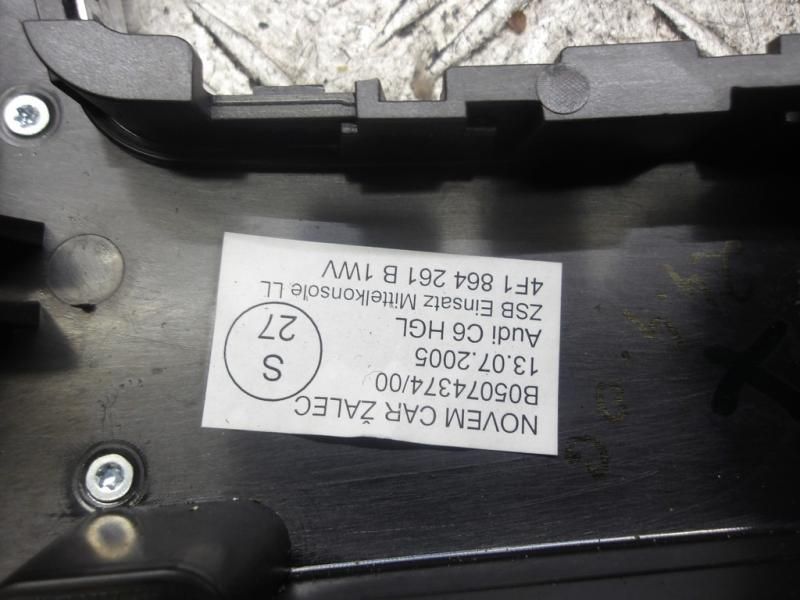 NOVEM CAR ŽALEC
B05074374/00
13.07.2005
Audi C6 HGL
ZSB Einsatz Mittelkonsole LL
4F1 864 261 B 1WV
S
27